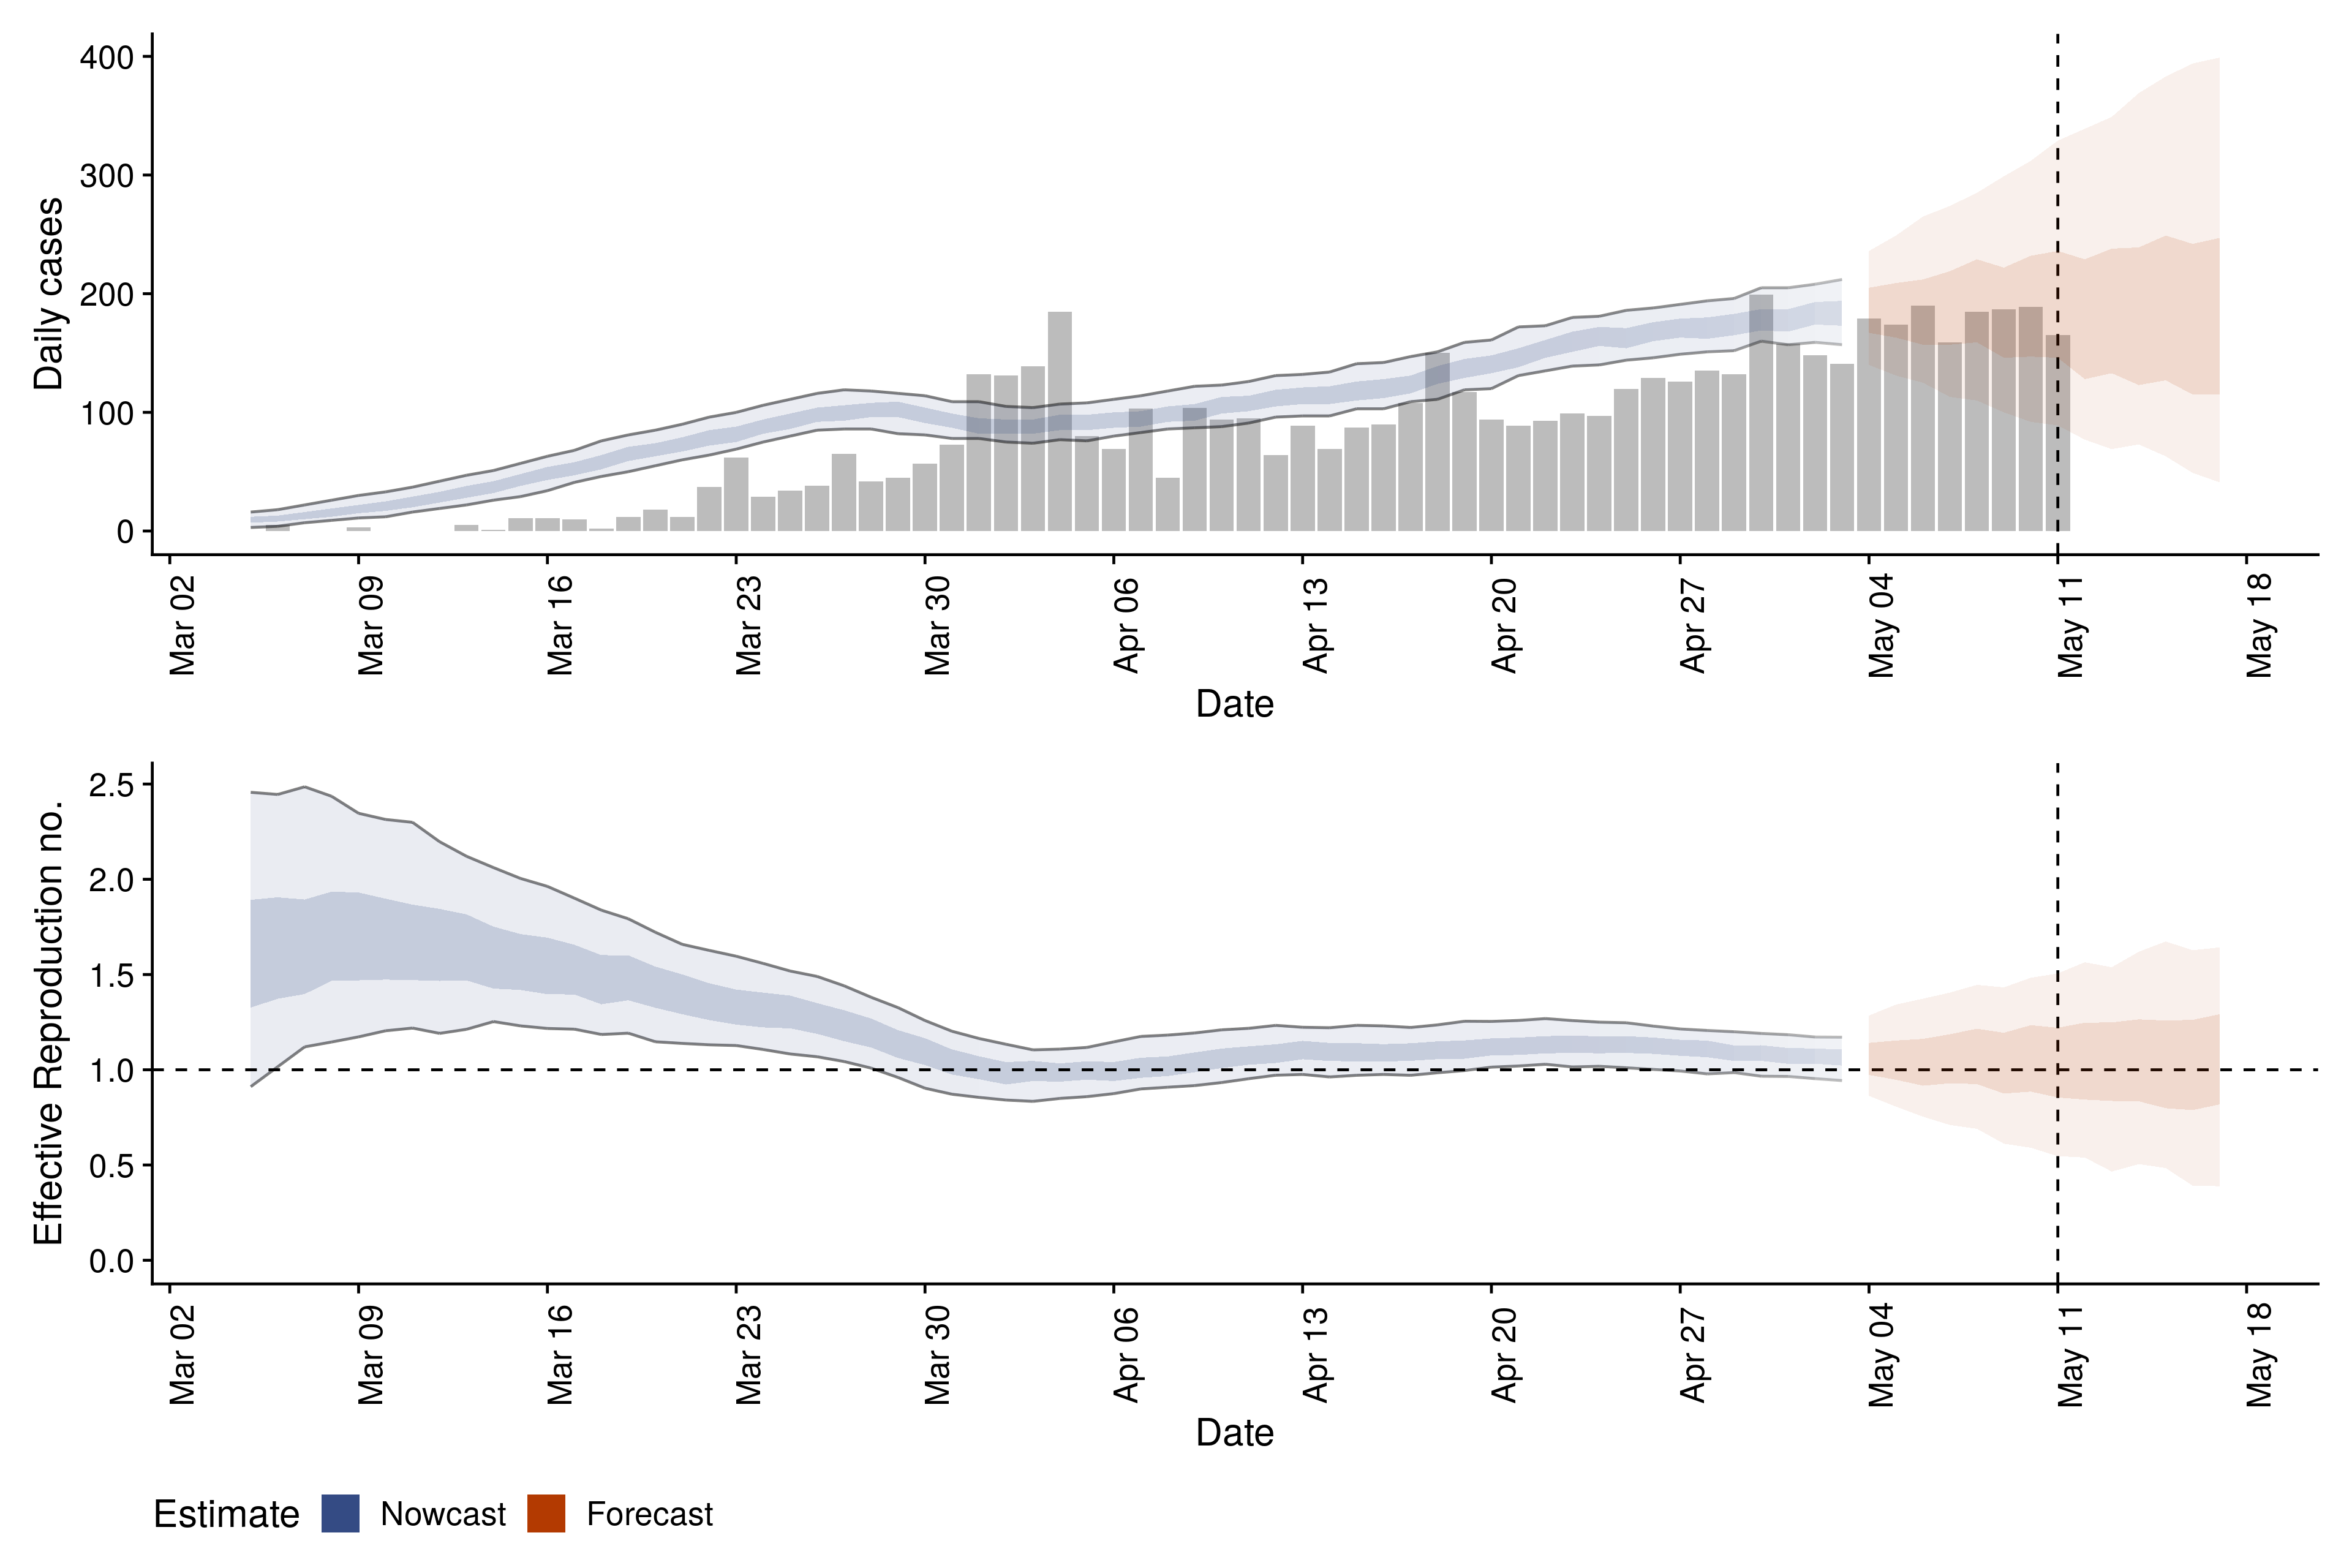 Daily cases
400
300
200
100
0
Mar 02
Mar 09
Mar 16
Mar 23
Mar 30
Apr 06
Apr 13
Apr 20
Apr 27
May 04
May 11
May 18
Date
Effective Reproduction no.
2.5
2.0
1.5
1.0
0.5
0.0
Mar 02
Mar 09
Mar 16
Mar 23
Mar 30
Apr 06
Apr 13
Apr 20
Apr 27
May 04
May 11
May 18
Date
Estimate Nowcast Forecast